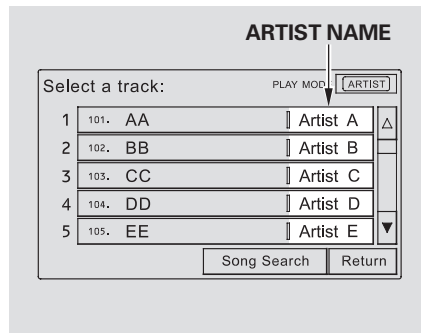 ARTIST NAME
Select a track: PLAY MOD ARTIST
1 101. AA Artist A
2 102. BB Artist B
3 103. CC Artist C
4 104. DD Artist D
5 105. EE Artist E
Song Search Return